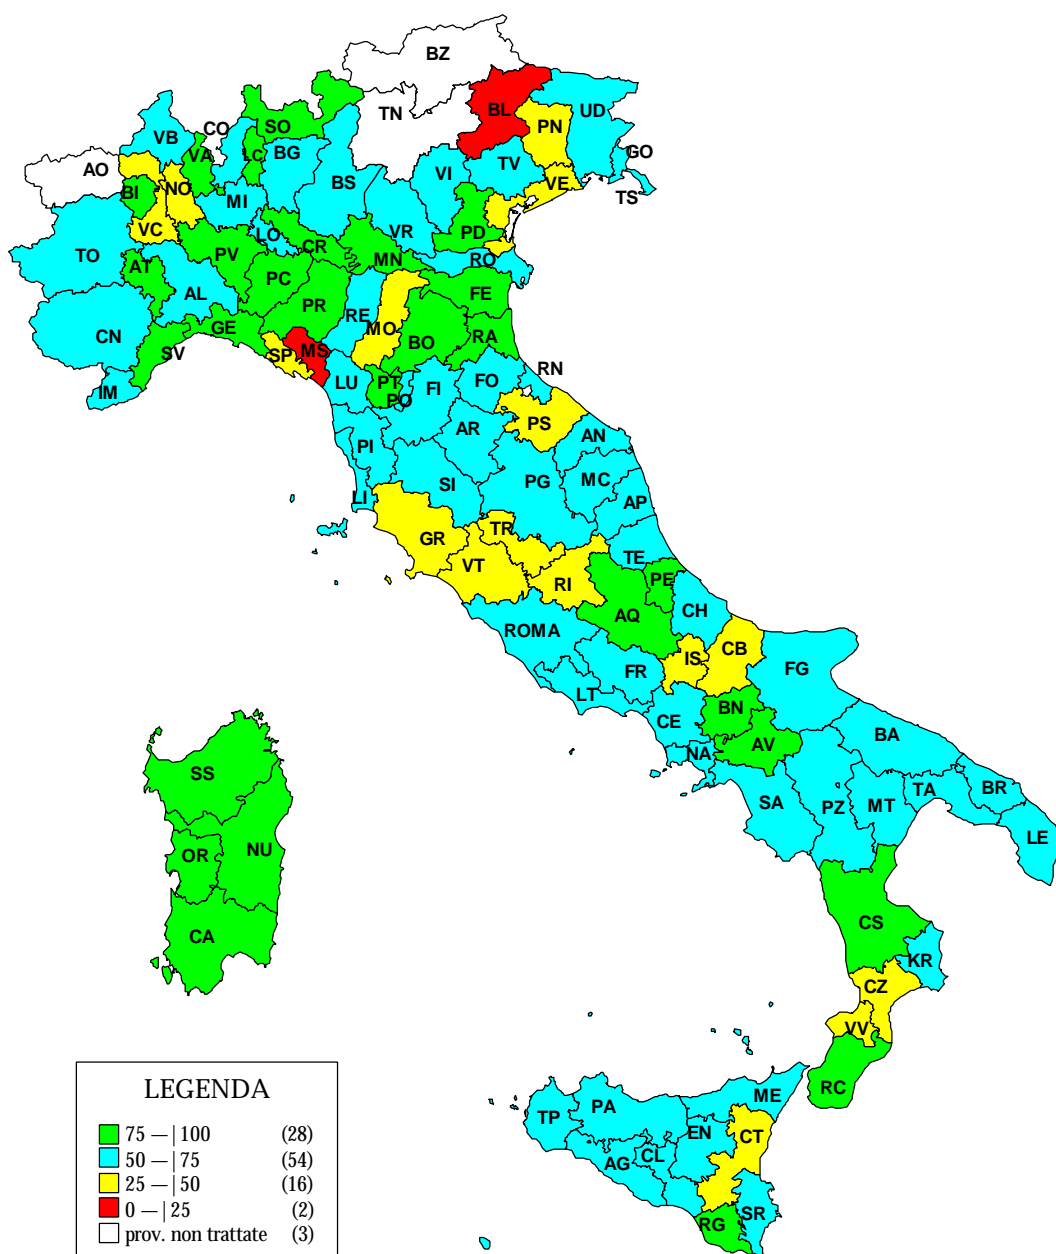 BZ
TN
BL
UD
PN
SO
CO
VB
VA
LC
BG
GO
AO
BS
VI
TV
VE
BI
NO
MI
TS
VC
LO
VR
PD
TO
PV
CR
MN
RO
AT
PC
AL
PR
FE
RE
CN
GE
MO
BO
RA
SV
SP
MS
RN
IM
LU
PT
PO
FI
FO
PS
AR
AN
PI
SI
PG
MC
LI
AP
GR
TR
VT
TE
RI
PE
AQ
CH
ROMA
CB
IS
FR
FG
LT
BN
CE
AV
BA
NA
SS
SA
PZ
MT
TA
BR
LE
OR
NU
CA
CS
KR
CZ
VV
RC
ME
TP
PA
EN
CT
AG
CL
SR
RG
LEGENDA
75 —| 100 (28)
50 —| 75 (54)
25 —| 50 (16)
0 —| 25 (2)
prov. non trattate (3)